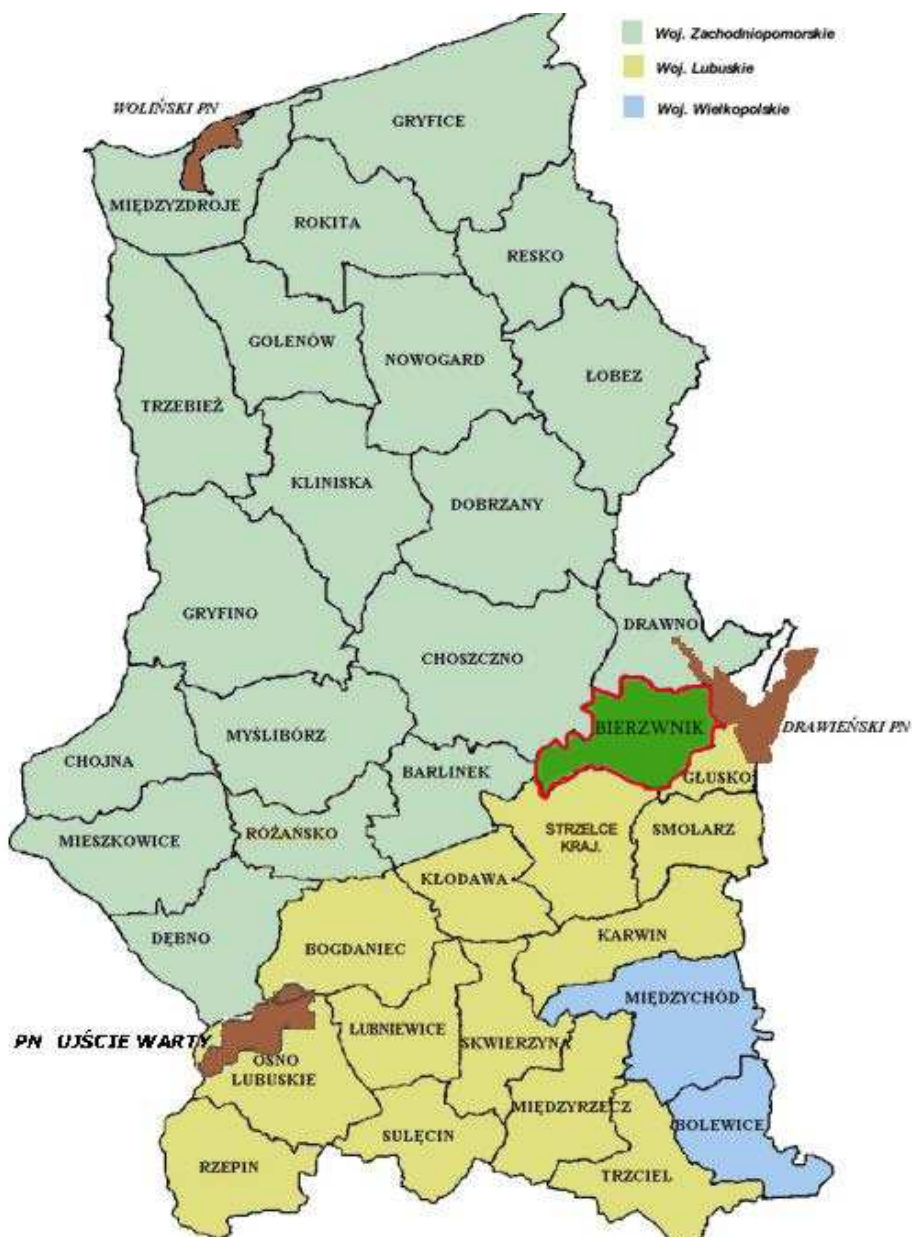 Woj. Zachodniopomorskie
Woj. Lubuskie
Woj. Wielkopolskie
WOLIŃSKI PN
GRYFICE
MIĘDZYZDROJE
ROKITA
RESKO
GOLENÓW
NOWOGARD
ŁOBEZ
TRZEBIEŻ
KLINISKA
DOBRZANY
GRYFINO
DRAWNO
CHOSZCZNO
BIERZWNIK
DRAWIEŃSKI PN
MYŚLIBÓRZ
CHOJNA
BARLINEK
GŁUSKO
MIESZKOWICE
RÓŻAŃSKO
STRZELCE
KRAJ.
SMOLARZ
KŁODAWA
DĘBNO
BOGDANIEC
KARWIN
MIĘDZYCHÓD
PN UJŚCIE WARTY
LUBNIEWICE
SKWIERZYNA
OŚNO
LUBUSKIE
MIĘDZYRZECZ
BOLEWICE
SULĘCIN
RZEPIN
TRZCIEL